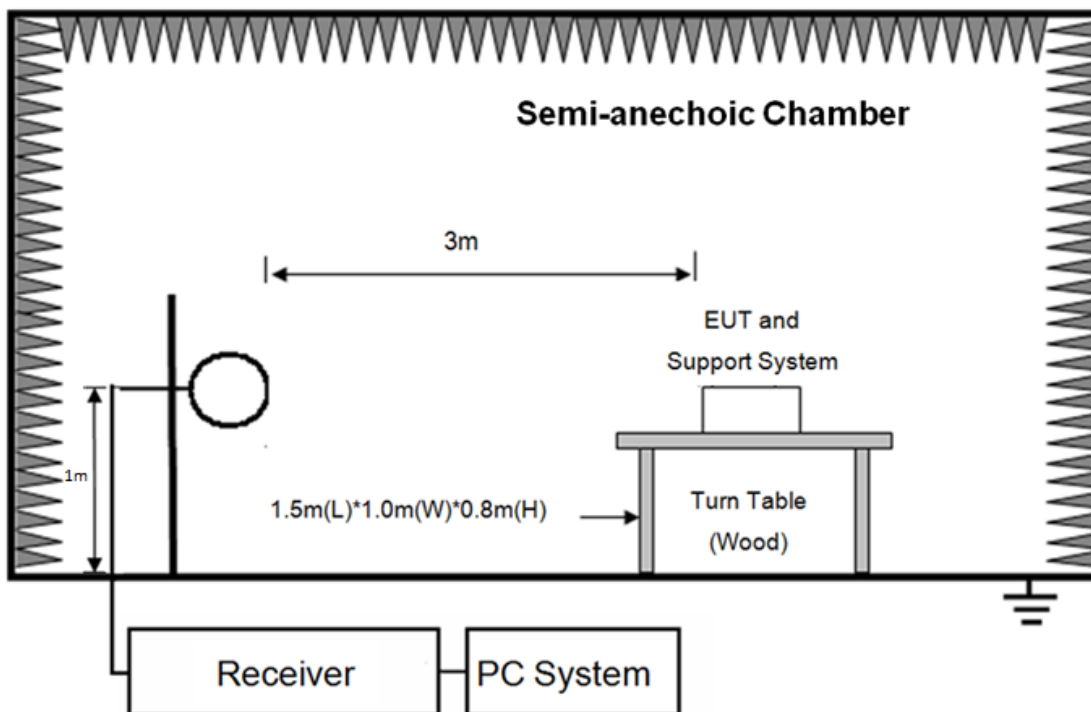 Semi-anechoic Chamber
3m
EUT and
Support System
1m
1.5m(L)*1.0m(W)*0.8m(H)
Turn Table
(Wood)
Receiver
PC System